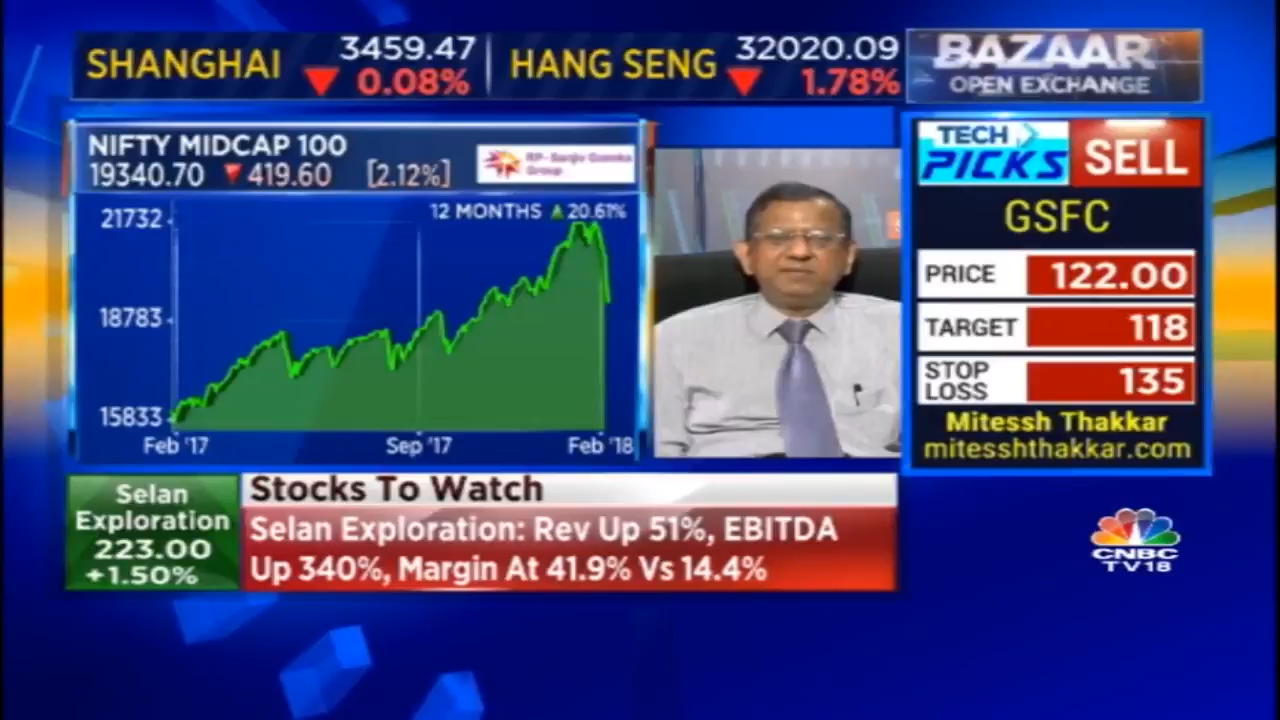 SHANGHAI 3459.47 ▼ 0.08%
HANG SENG 32020.09 ▼ 1.78%
BAZAAR
OPEN EXCHANGE
NIFTY MIDCAP 100
19340.70 ▼ 419.60 [2.12%]
RP-Sanjiv Goenka
Group
12 MONTHS ▲ 20.61%
21732
18783
15833
Feb '17 Sep '17 Feb '18
TECH
PICKS
SELL
GSFC
PRICE 122.00
TARGET 118
STOP
LOSS 135
Mitessh Thakkar
mitesshthakkar.com
Selan
Exploration
223.00
+1.50%
Stocks To Watch
Selan Exploration: Rev Up 51%, EBITDA
Up 340%, Margin At 41.9% Vs 14.4%
CNBC
TV18